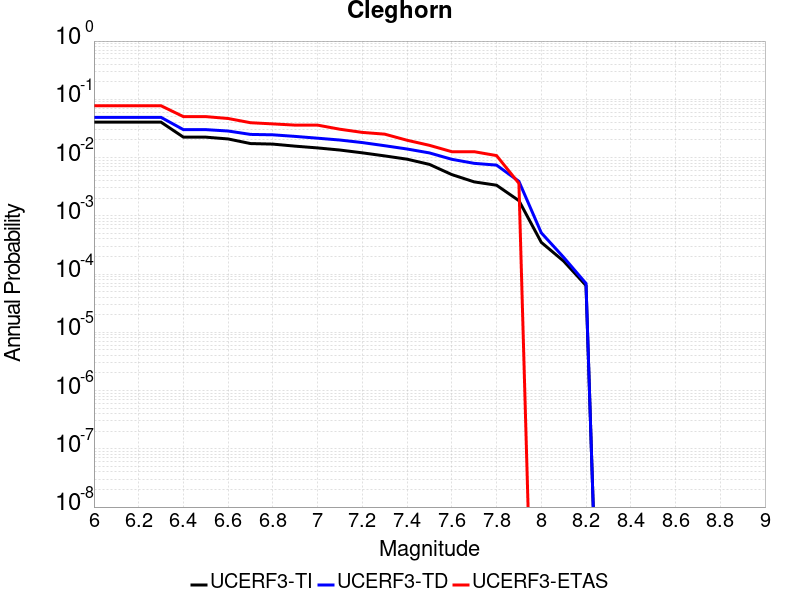 Cleghorn
10^0
10^-1
10^-2
10^-3
10^-4
10^-5
10^-6
10^-7
10^-8
Annual Probability
6 6.2 6.4 6.6 6.8 7 7.2 7.4 7.6 7.8 8 8.2 8.4 8.6 8.8 9
Magnitude
UCERF3-TI UCERF3-TD UCERF3-ETAS